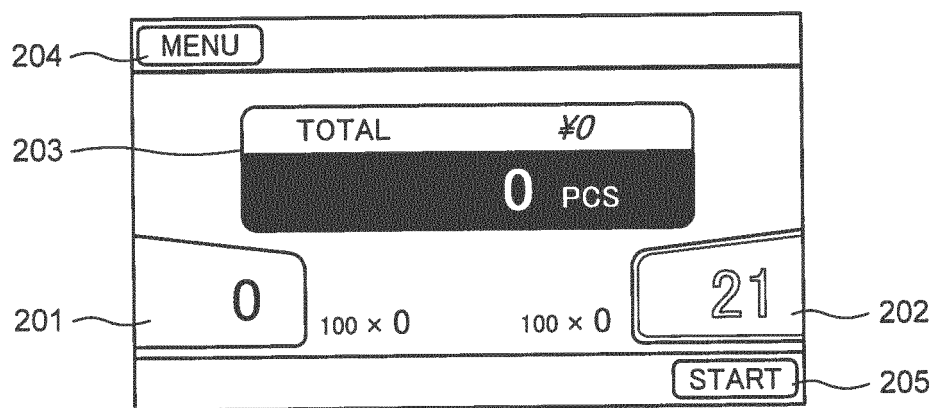 204 MENU
203 TOTAL ¥0
0 PCS
201 0 100 × 0 100 × 0 21 202
START 205